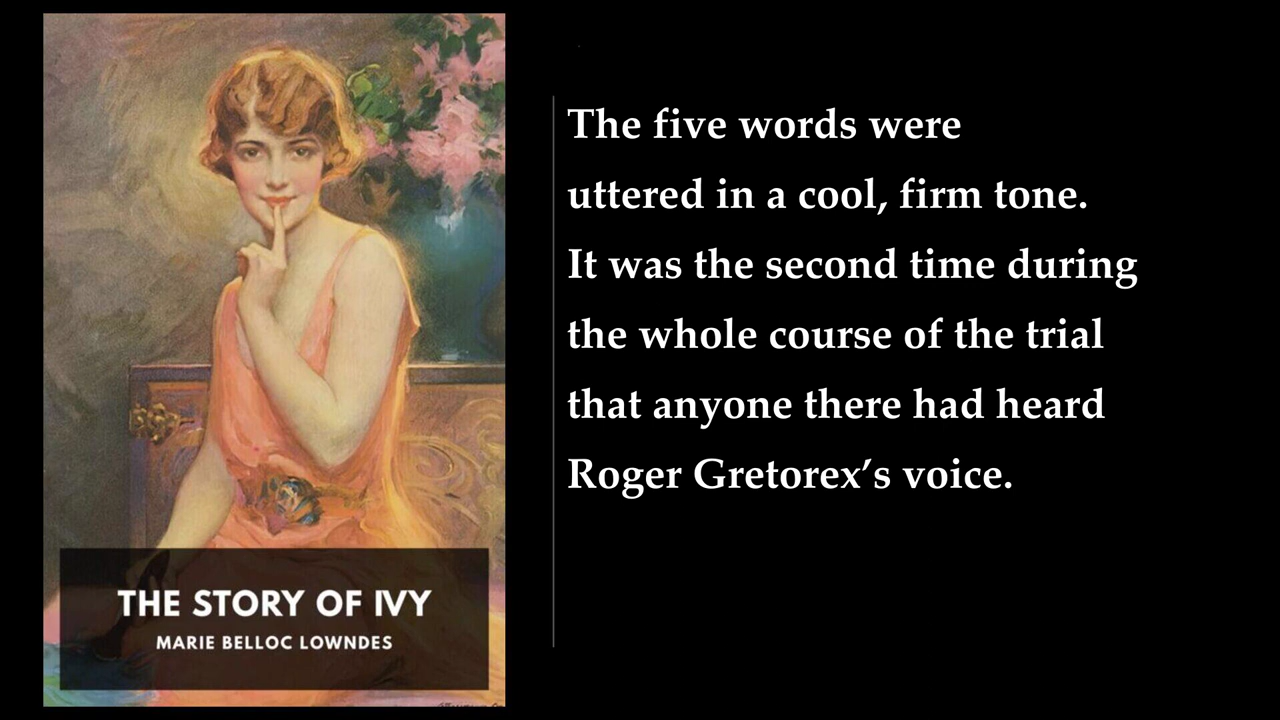 The five words were
uttered in a cool, firm tone.
It was the second time during
the whole course of the trial
that anyone there had heard
Roger Gretorex’s voice.
THE STORY OF IVY
MARIE BELLOC LOWNDES